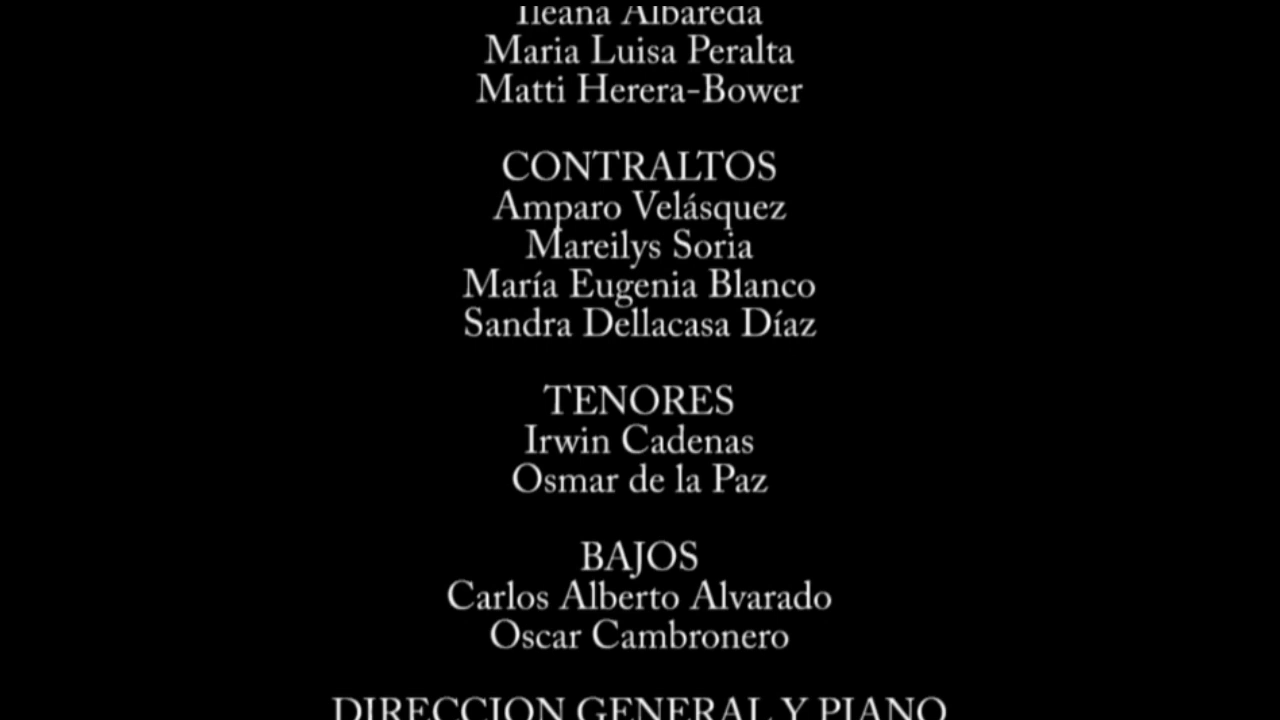 Ileana Albareda
Maria Luisa Peralta
Matti Herera-Bower
CONTRALTOS
Amparo Velásquez
Mareilys Soria
María Eugenia Blanco
Sandra Dellacasa Díaz
TENORES
Irwin Cadenas
Osmar de la Paz
BAJOS
Carlos Alberto Alvarado
Oscar Cambronero
DIRECCION GENERAL Y PIANO